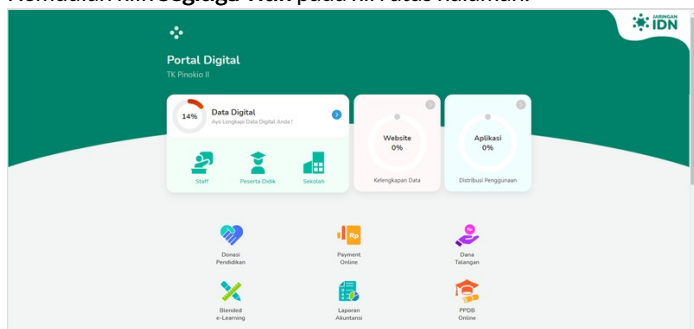 JARINGAN
IDN
Portal Digital
TK Pinokio II
14%
Data Digital
Ayo Lengkapi Data Digital Anda !
Staff
Peserta Didik
Sekolah
Website
0%
Kelengkapan Data
Aplikasi
0%
Distribusi Penggunaan
Donasi
Pendidikan
Rp
Payment
Online
Rp
Dana
Talangan
Blended
e-Learning
Laporan
Akuntansi
PPDB
Online